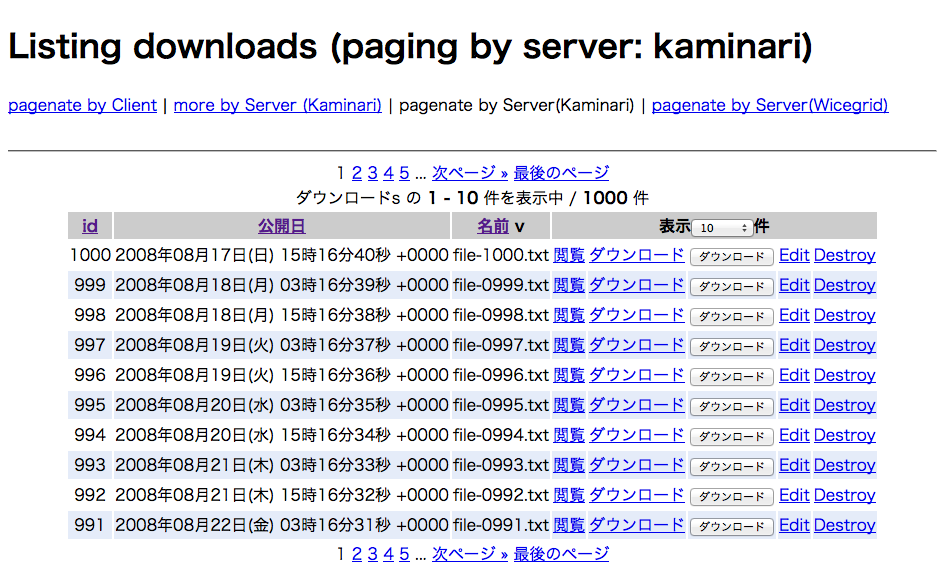 Listing downloads (paging by server: kaminari)
pagenate by Client | more by Server (Kaminari) | pagenate by Server(Kaminari) | pagenate by Server(Wicegrid)
1 2 3 4 5 ... 次ページ » 最後のページ
ダウンロードs の 1 - 10 件を表示中 / 1000 件
id 公開日 名前 v 表示 10 件
1000 2008年08月17日(日) 15時16分40秒 +0000 file-1000.txt 閲覧 ダウンロード ダウンロード Edit Destroy
999 2008年08月18日(月) 03時16分39秒 +0000 file-0999.txt 閲覧 ダウンロード ダウンロード Edit Destroy
998 2008年08月18日(月) 15時16分38秒 +0000 file-0998.txt 閲覧 ダウンロード ダウンロード Edit Destroy
997 2008年08月19日(火) 03時16分37秒 +0000 file-0997.txt 閲覧 ダウンロード ダウンロード Edit Destroy
996 2008年08月19日(火) 15時16分36秒 +0000 file-0996.txt 閲覧 ダウンロード ダウンロード Edit Destroy
995 2008年08月20日(水) 03時16分35秒 +0000 file-0995.txt 閲覧 ダウンロード ダウンロード Edit Destroy
994 2008年08月20日(水) 15時16分34秒 +0000 file-0994.txt 閲覧 ダウンロード ダウンロード Edit Destroy
993 2008年08月21日(木) 03時16分33秒 +0000 file-0993.txt 閲覧 ダウンロード ダウンロード Edit Destroy
992 2008年08月21日(木) 15時16分32秒 +0000 file-0992.txt 閲覧 ダウンロード ダウンロード Edit Destroy
991 2008年08月22日(金) 03時16分31秒 +0000 file-0991.txt 閲覧 ダウンロード ダウンロード Edit Destroy
1 2 3 4 5 ... 次ページ » 最後のページ